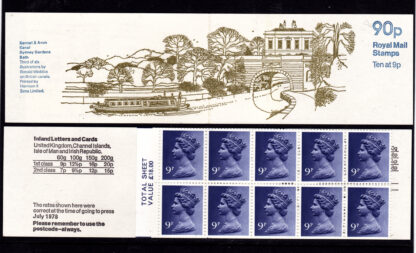 Kennet & Avon
Canal
Sydney Gardens
Bath
Third of six
illustrations by
Ronald Maddox
on British canals.
Printed by
Harrison &
Sons Limited.
90p
Royal Mail
Stamps
Ten at 9p
Inland Letters and Cards
United Kingdom, Channel Islands,
Isle of Man and Irish Republic.
60g 100g 150g 200g
1st class 9p 12½p 16p 20p
2nd class 7p 9½p 12p 15p
The rates shown here were
correct at the time of going to press
July 1978
Please remember to use the
postcode–always.
TOTAL SHEET
VALUE £18.00
9P 9P 9P 9P 9P
9P 9P 9P 9P 9P